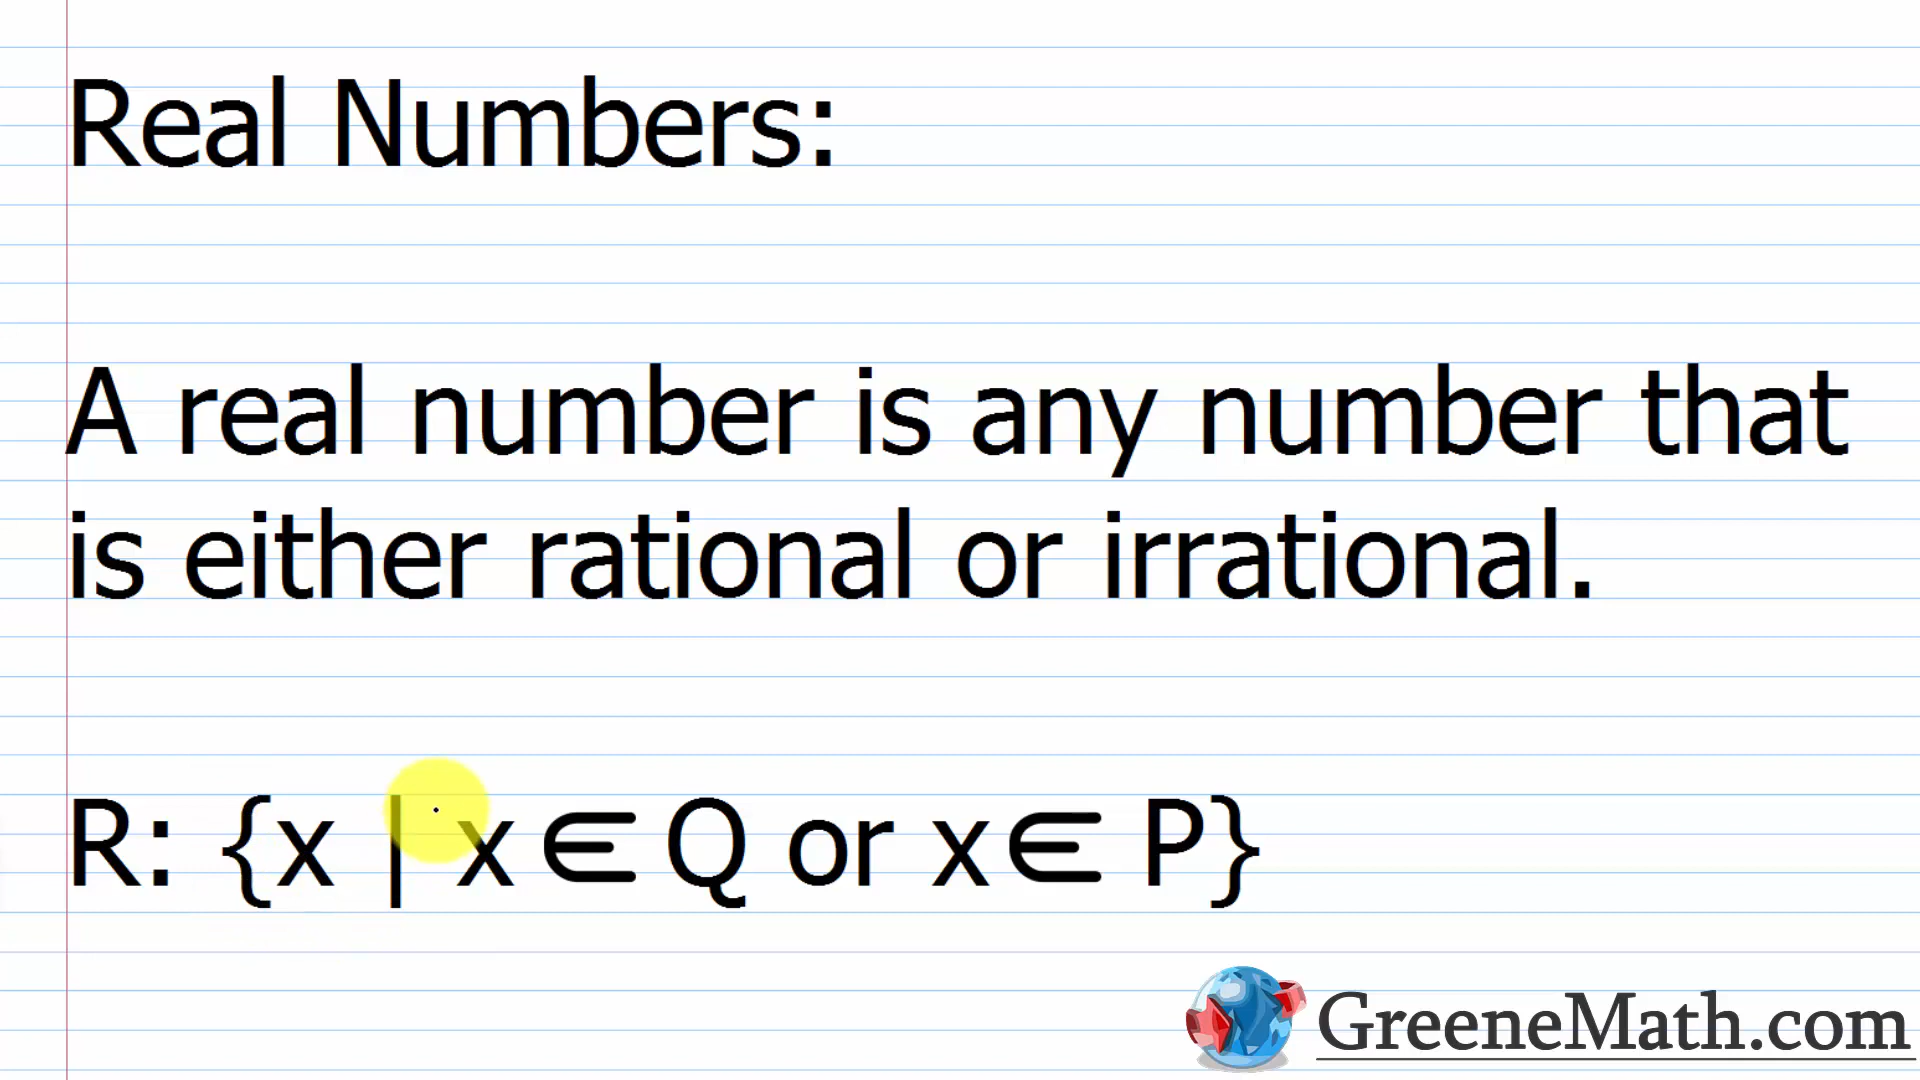 Real Numbers:
A real number is any number that
is either rational or irrational.
R: {x | x∈Q or x∈ P}
GreeneMath.com